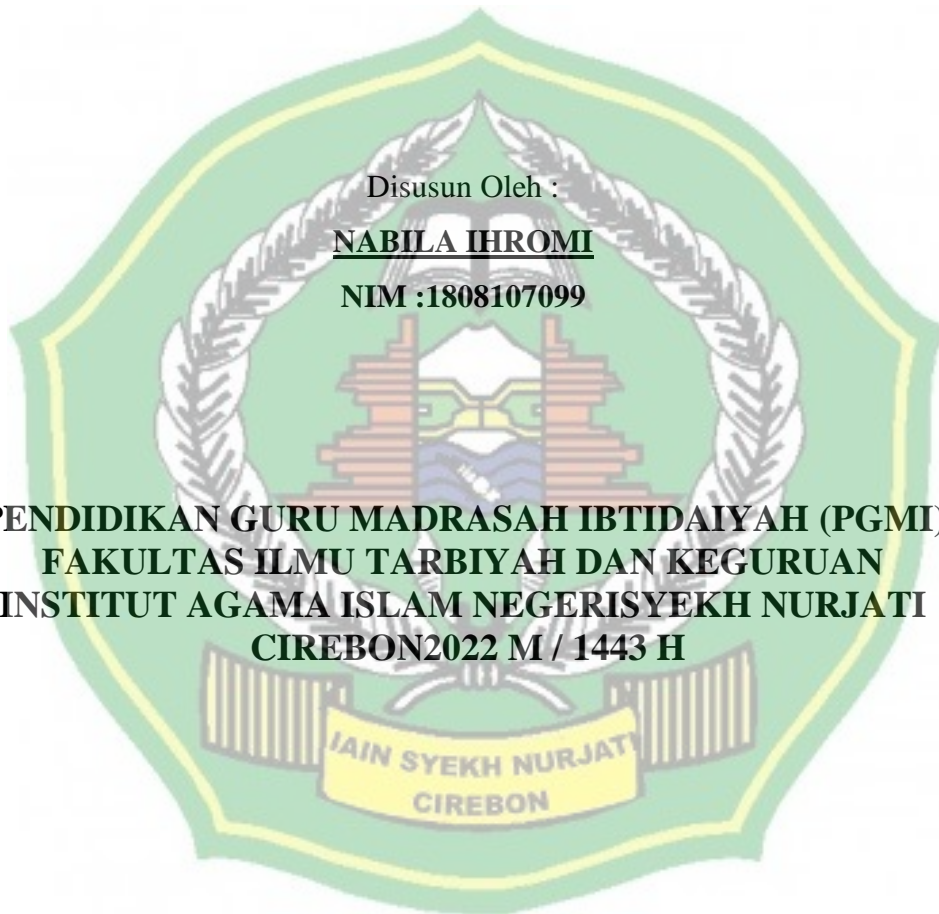 Disusun Oleh :
NABILA IHROMI
NIM :1808107099
PENDIDIKAN GURU MADRASAH IBTIDAIYAH (PGMI)
FAKULTAS ILMU TARBIYAH DAN KEGURUAN
INSTITUT AGAMA ISLAM NEGERISYEKH NURJATI
CIREBON2022 M / 1443 H
IAIN SYEKH NURJATI
CIREBON